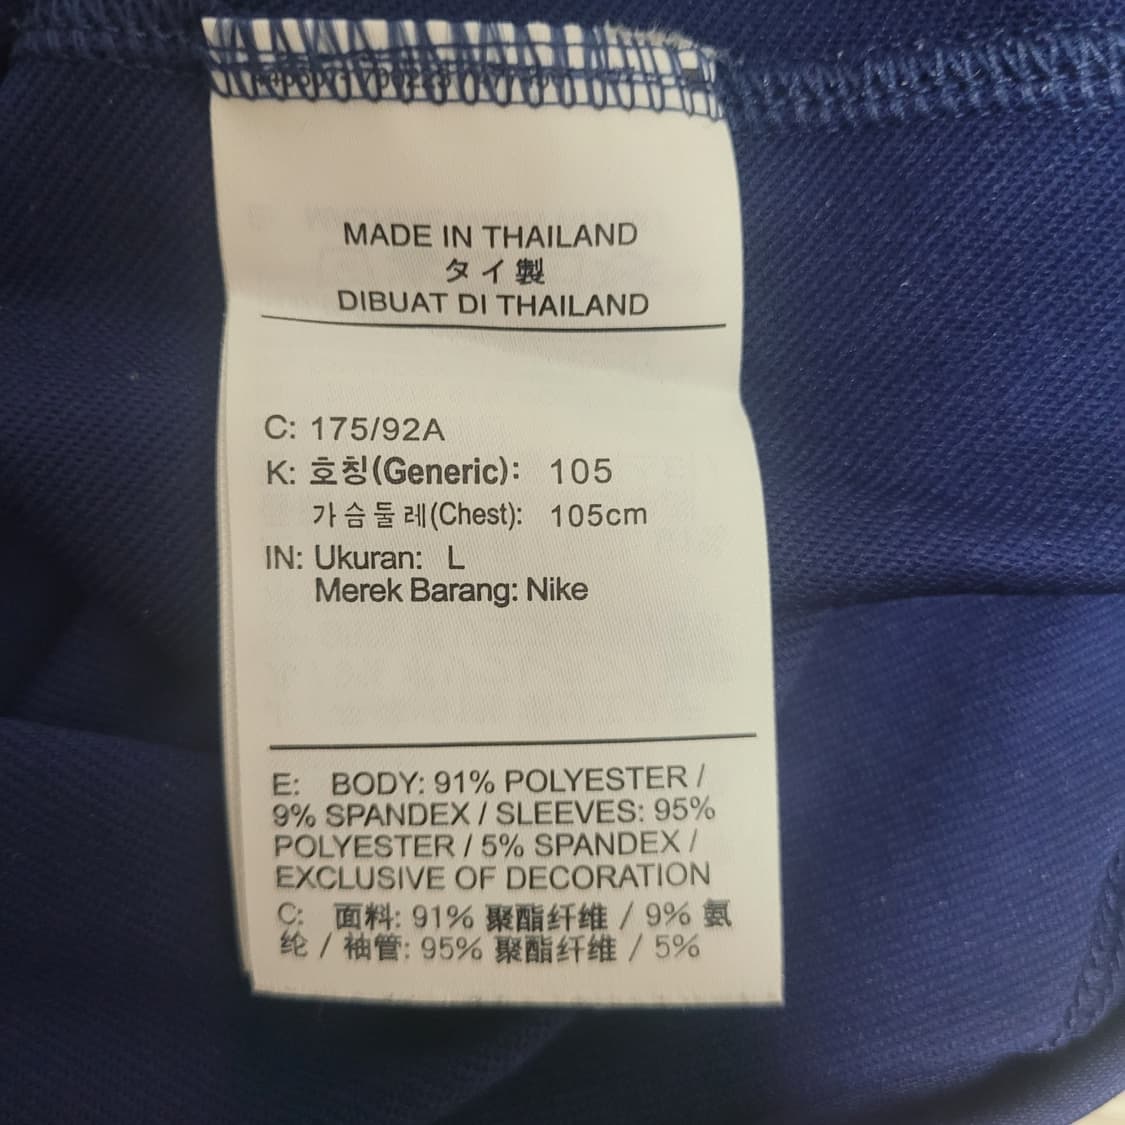 MADE IN THAILAND
タイ製
DIBUAT DI THAILAND
C: 175/92A
K: 호칭(Generic): 105
가슴둘레(Chest): 105cm
IN: Ukuran: L
Merek Barang: Nike
E: BODY: 91% POLYESTER /
9% SPANDEX / SLEEVES: 95%
POLYESTER / 5% SPANDEX /
EXCLUSIVE OF DECORATION
C: 面料: 91% 聚酯纤维 / 9% 氨
纶 / 袖管: 95% 聚酯纤维 / 5%